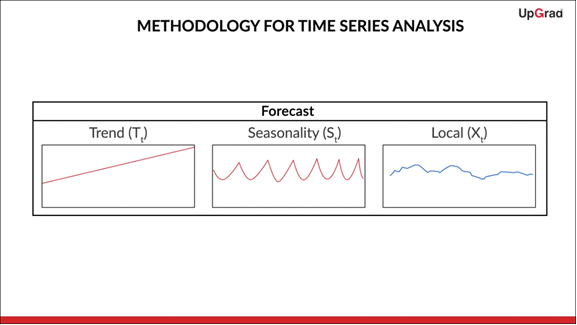 UpGrad
METHODOLOGY FOR TIME SERIES ANALYSIS
Forecast
Trend (Tt)
Seasonality (St)
Local (Xt)